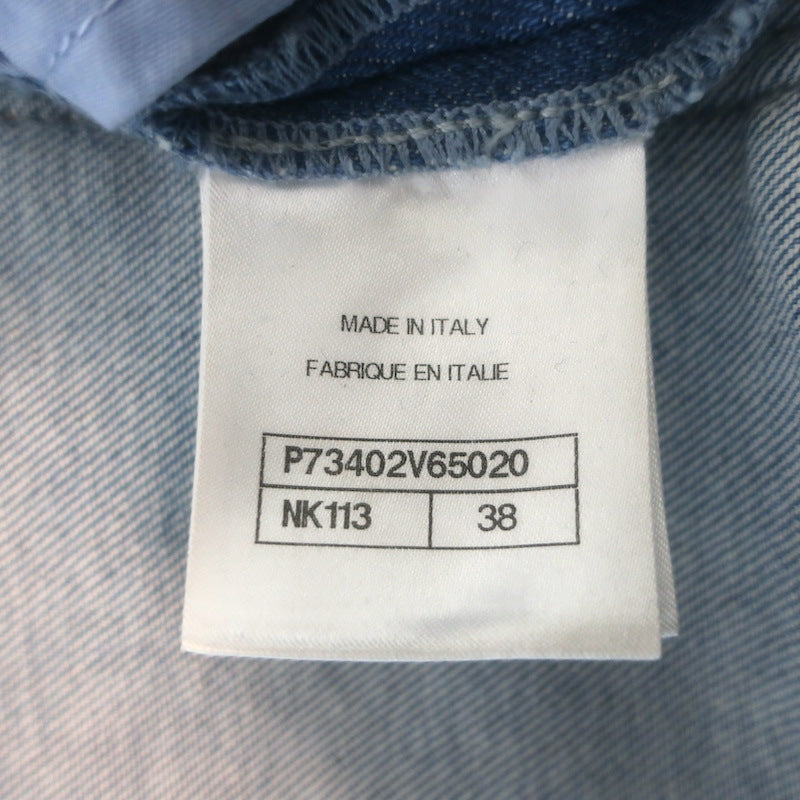 MADE IN ITALY
FABRIQUE EN ITALIE
P73402V65020
NK113 38